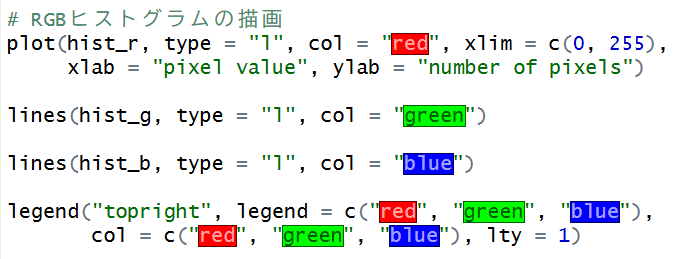 # RGBヒストグラムの描画
plot(hist_r, type = "l", col = "red", xlim = c(0, 255),
     xlab = "pixel value", ylab = "number of pixels")
lines(hist_g, type = "l", col = "green")
lines(hist_b, type = "l", col = "blue")
legend("topright", legend = c("red", "green", "blue"),
       col = c("red", "green", "blue"), lty = 1)